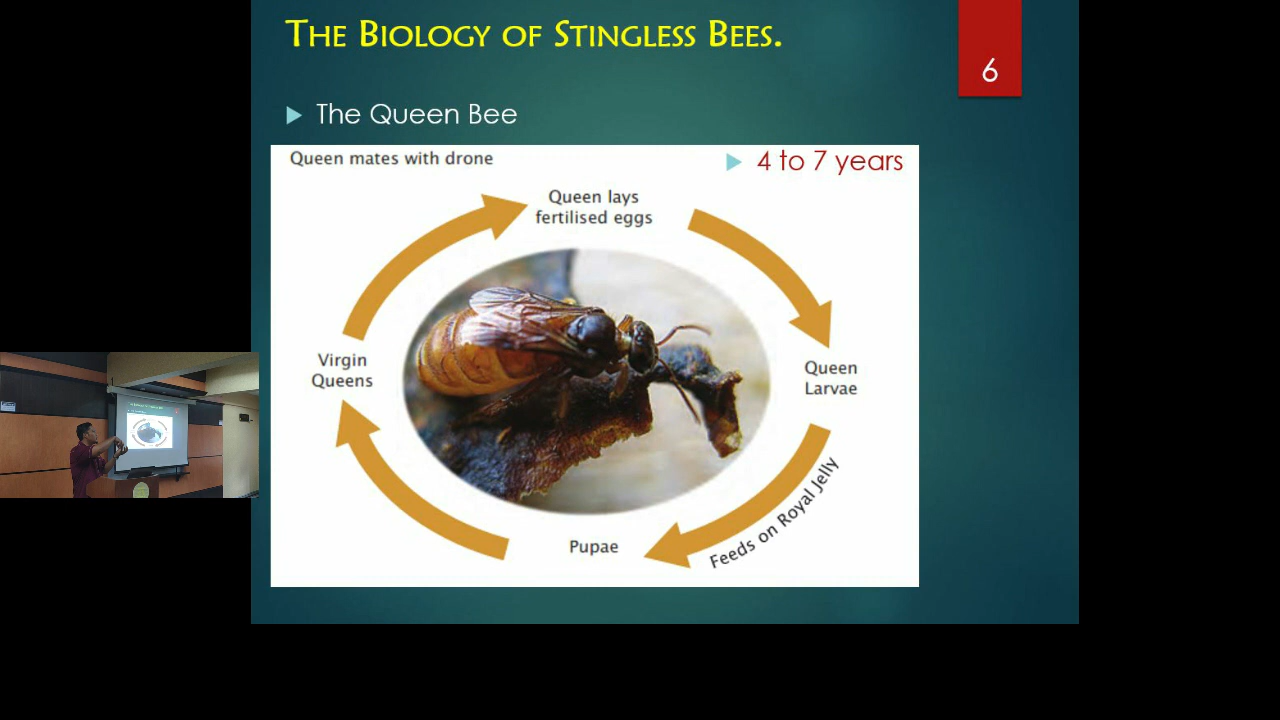 The Biology of Stingless Bees.
6
The Queen Bee
Queen mates with drone
4 to 7 years
Queen lays
fertilised eggs
Virgin
Queens
Queen
Larvae
Feeds on Royal Jelly
Pupae